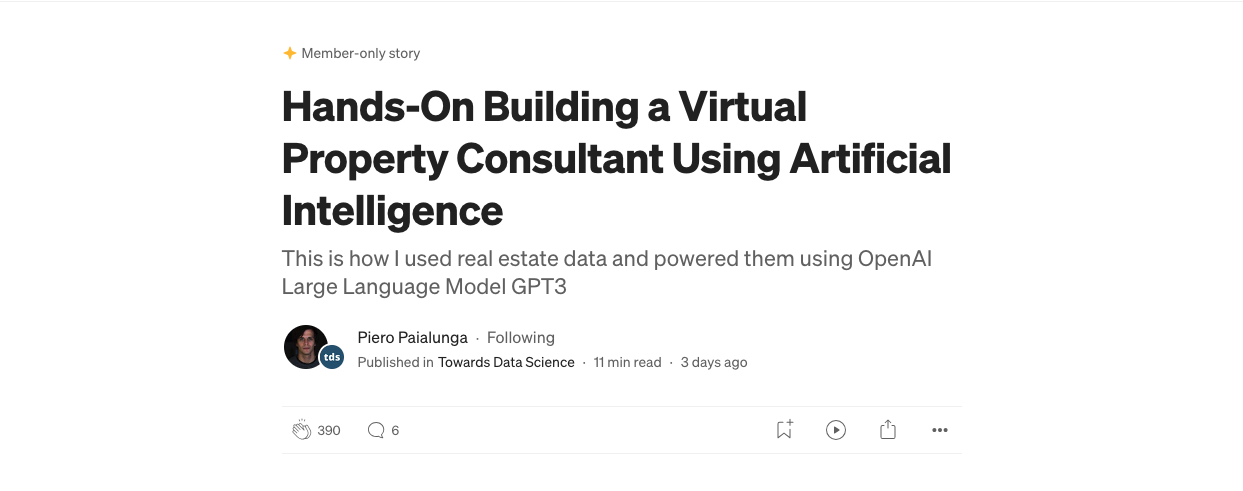 Member-only story
Hands-On Building a Virtual
Property Consultant Using Artificial
Intelligence
This is how I used real estate data and powered them using OpenAI
Large Language Model GPT3
Piero Paialunga · Following
tds
Published in Towards Data Science · 11 min read · 3 days ago
390 6